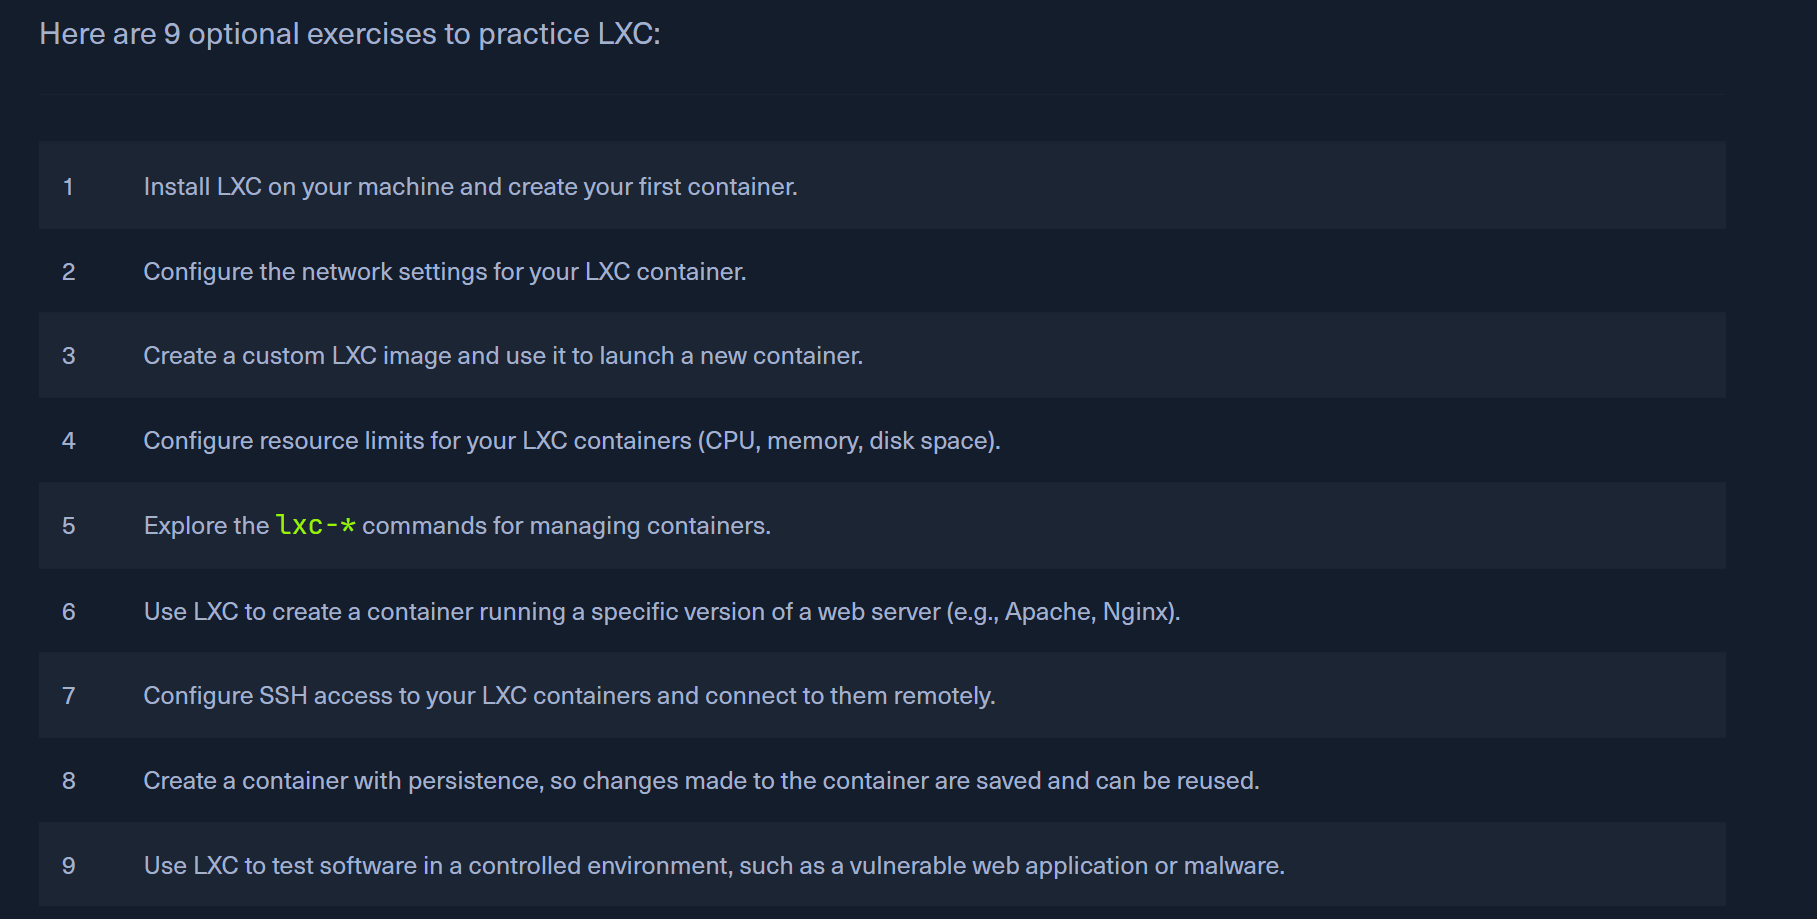 Here are 9 optional exercises to practice LXC:
1 Install LXC on your machine and create your first container.
2 Configure the network settings for your LXC container.
3 Create a custom LXC image and use it to launch a new container.
4 Configure resource limits for your LXC containers (CPU, memory, disk space).
5 Explore the lxc-* commands for managing containers.
6 Use LXC to create a container running a specific version of a web server (e.g., Apache, Nginx).
7 Configure SSH access to your LXC containers and connect to them remotely.
8 Create a container with persistence, so changes made to the container are saved and can be reused.
9 Use LXC to test software in a controlled environment, such as a vulnerable web application or malware.